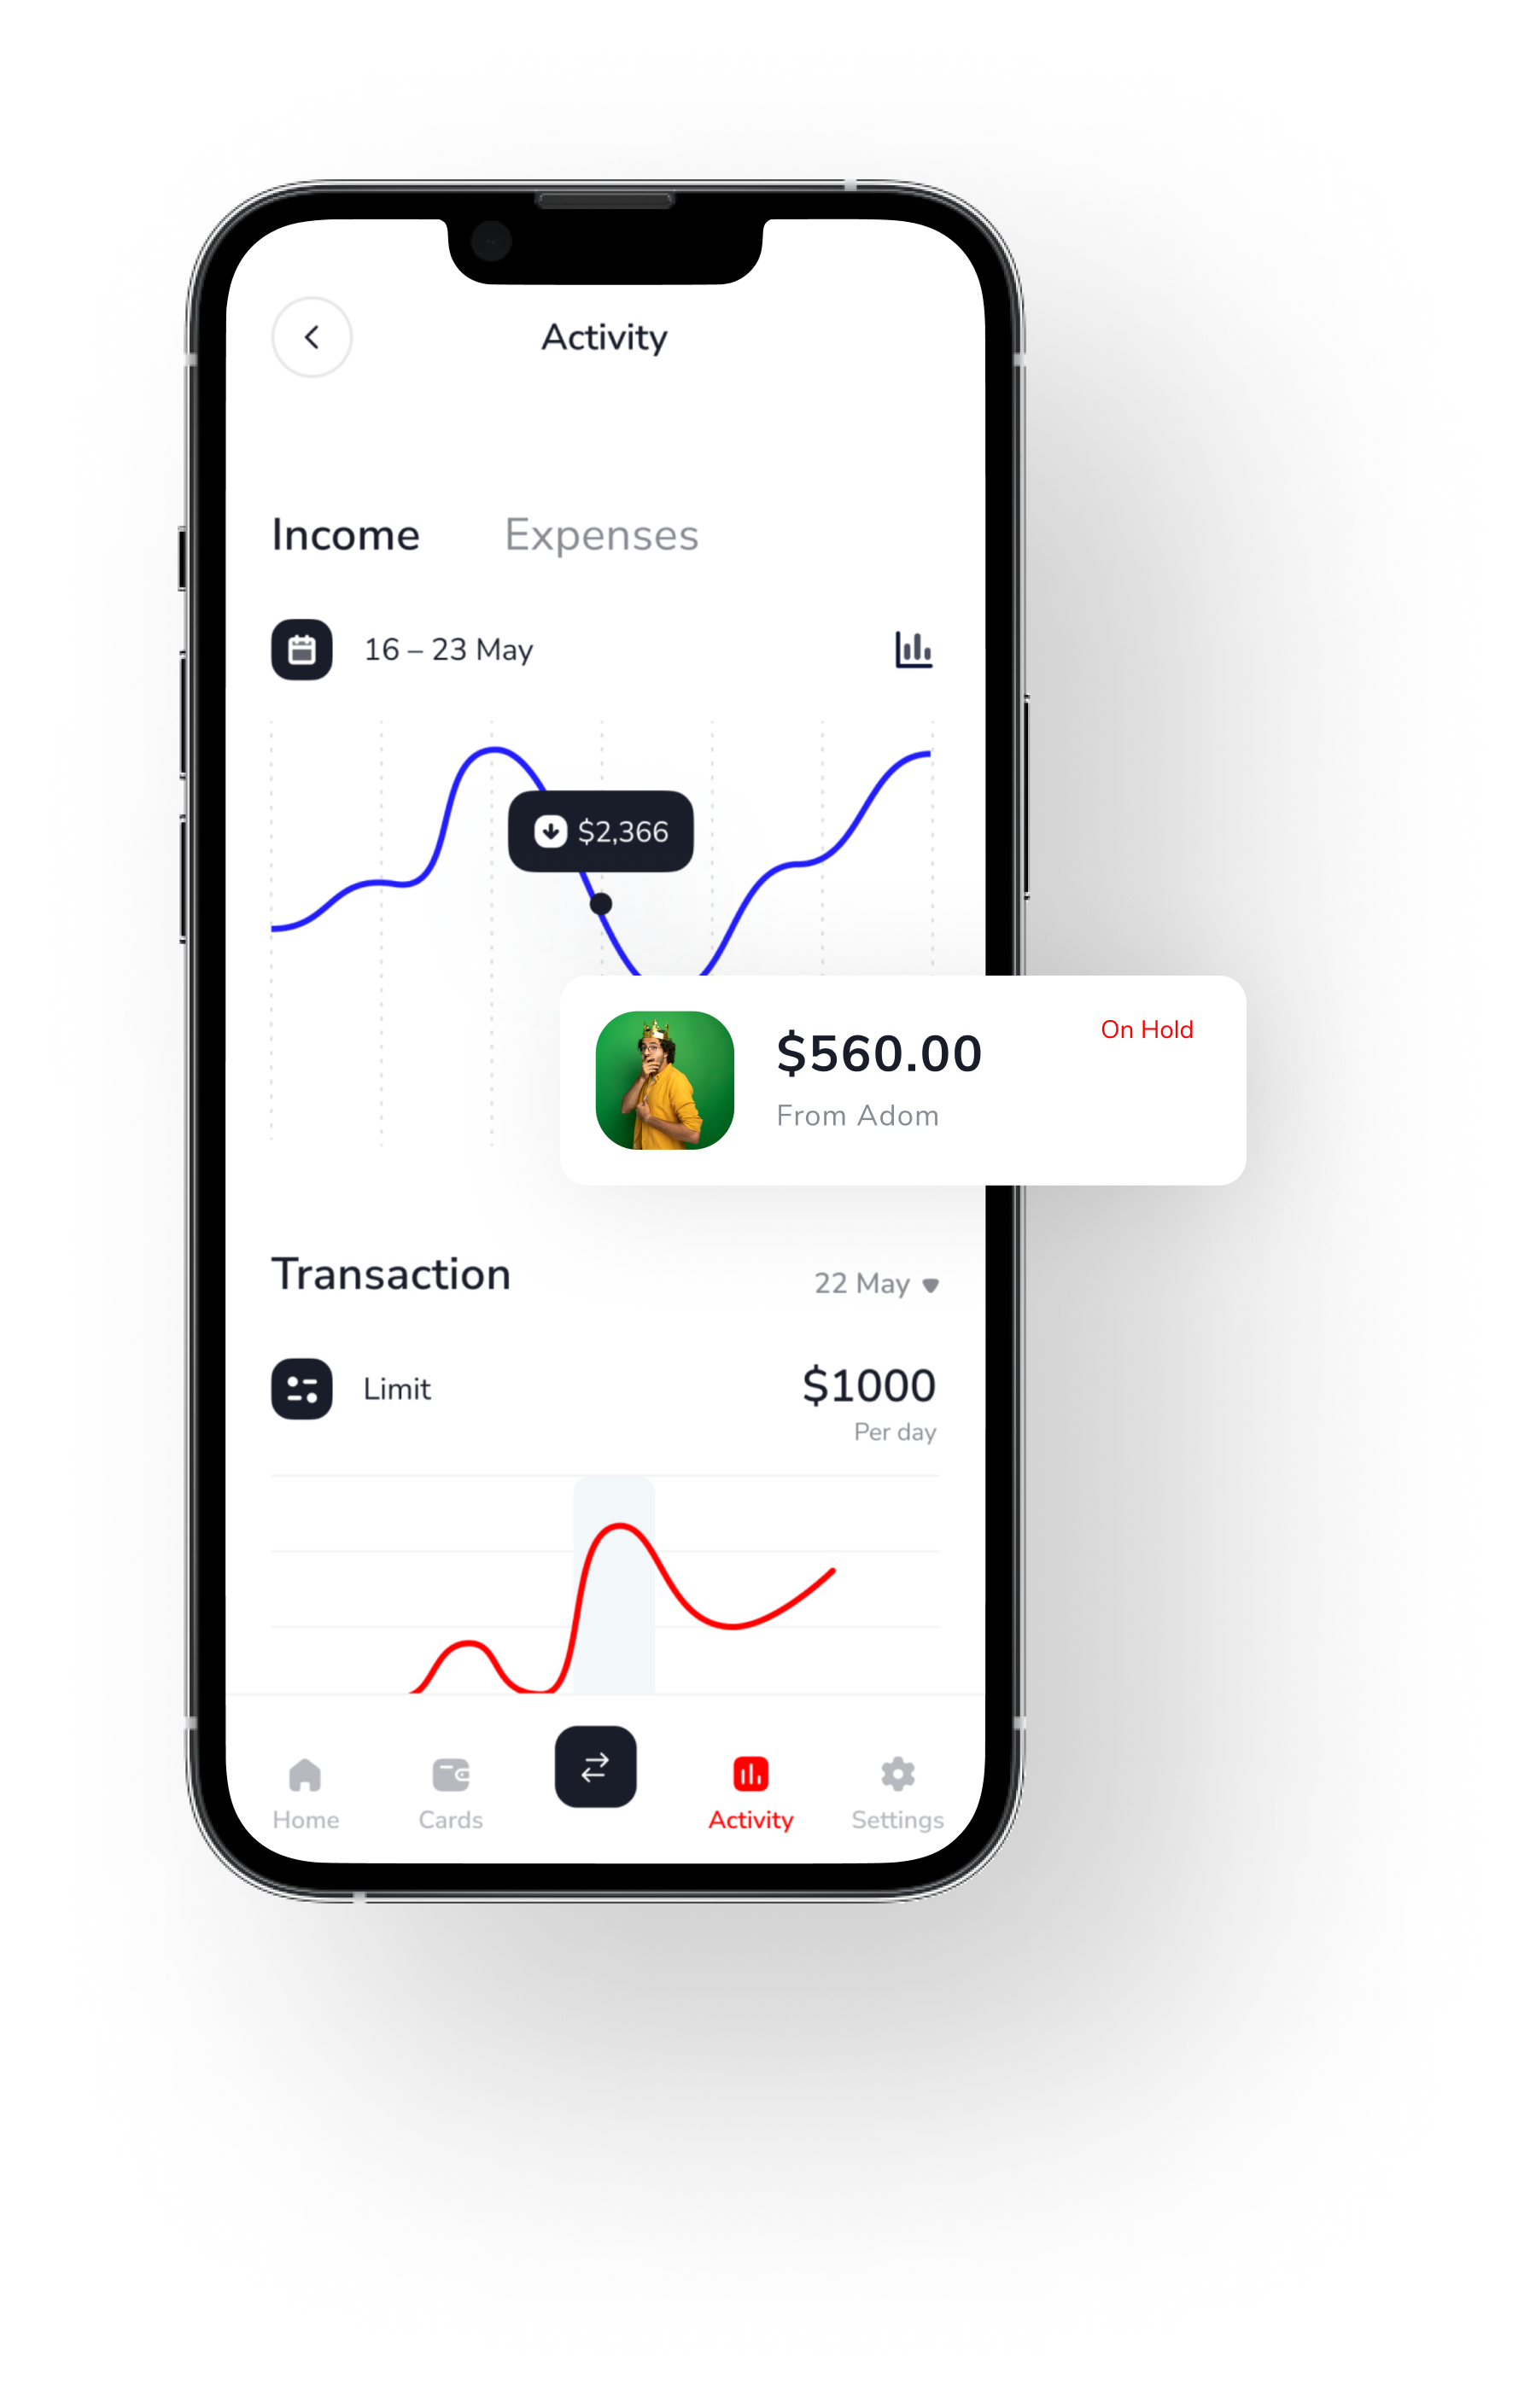 Activity
Income Expenses
16 – 23 May
$2,366
$560.00
On Hold
From Adom
Transaction
22 May
Limit
$1000
Per day
Home
Cards
Activity
Settings